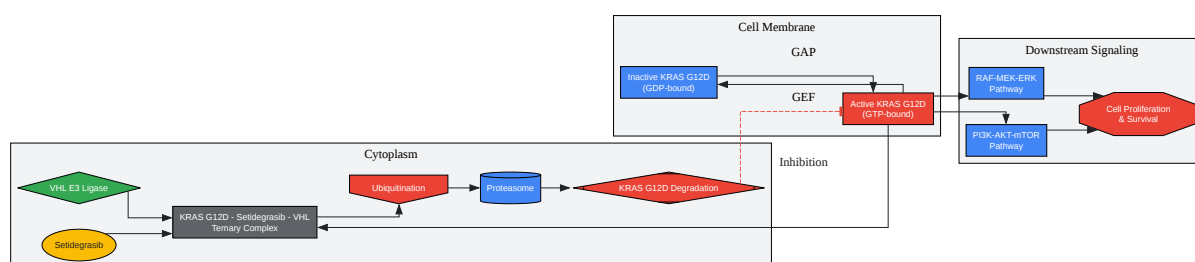 Cell Membrane
GAP
Inactive KRAS G12D
(GDP-bound)
GEF
Active KRAS G12D
(GTP-bound)
Downstream Signaling
RAF-MEK-ERK
Pathway
Cell Proliferation
& Survival
PI3K-AKT-mTOR
Pathway
Cytoplasm
Inhibition
VHL E3 Ligase
Ubiquitination
Proteasome
KRAS G12D Degradation
KRAS G12D - Setidegrasib - VHL
Ternary Complex
Setidegrasib